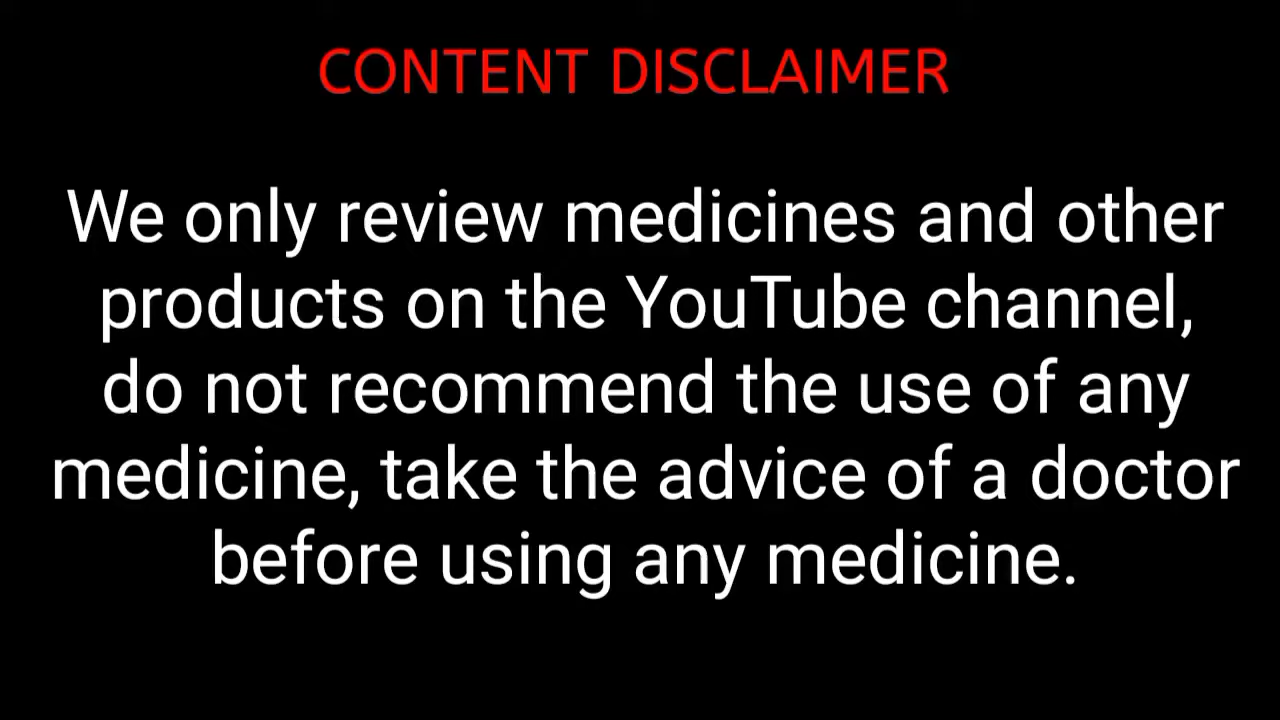 CONTENT DISCLAIMER
We only review medicines and other
products on the YouTube channel,
do not recommend the use of any
medicine, take the advice of a doctor
before using any medicine.